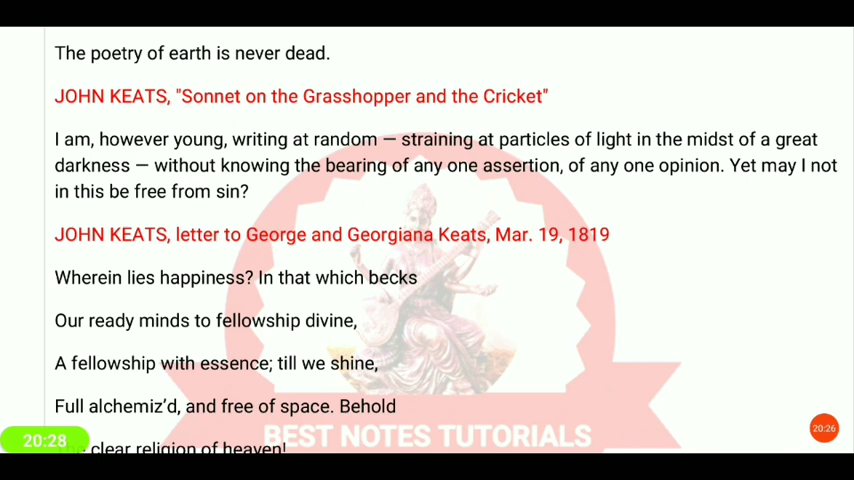 The poetry of earth is never dead.
JOHN KEATS, "Sonnet on the Grasshopper and the Cricket"
I am, however young, writing at random — straining at particles of light in the midst of a great
darkness — without knowing the bearing of any one assertion, of any one opinion. Yet may I not
in this be free from sin?
JOHN KEATS, letter to George and Georgiana Keats, Mar. 19, 1819
Wherein lies happiness? In that which becks
Our ready minds to fellowship divine,
A fellowship with essence; till we shine,
Full alchemiz’d, and free of space. Behold
clear religion of heaven!
BEST NOTES TUTORIALS
20:28
20:26